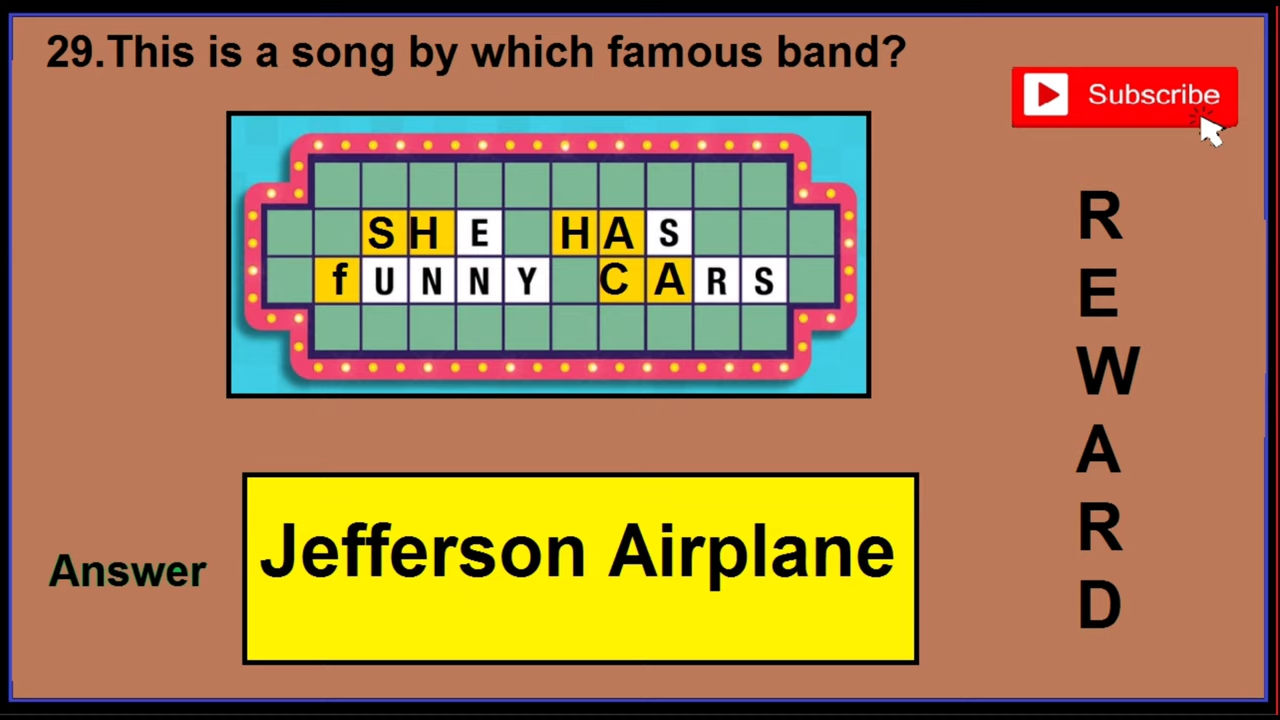 29.This is a song by which famous band?
Subscribe
SHE HAS
fUNNY CARS
R
E
W
A
R
D
Answer
Jefferson Airplane